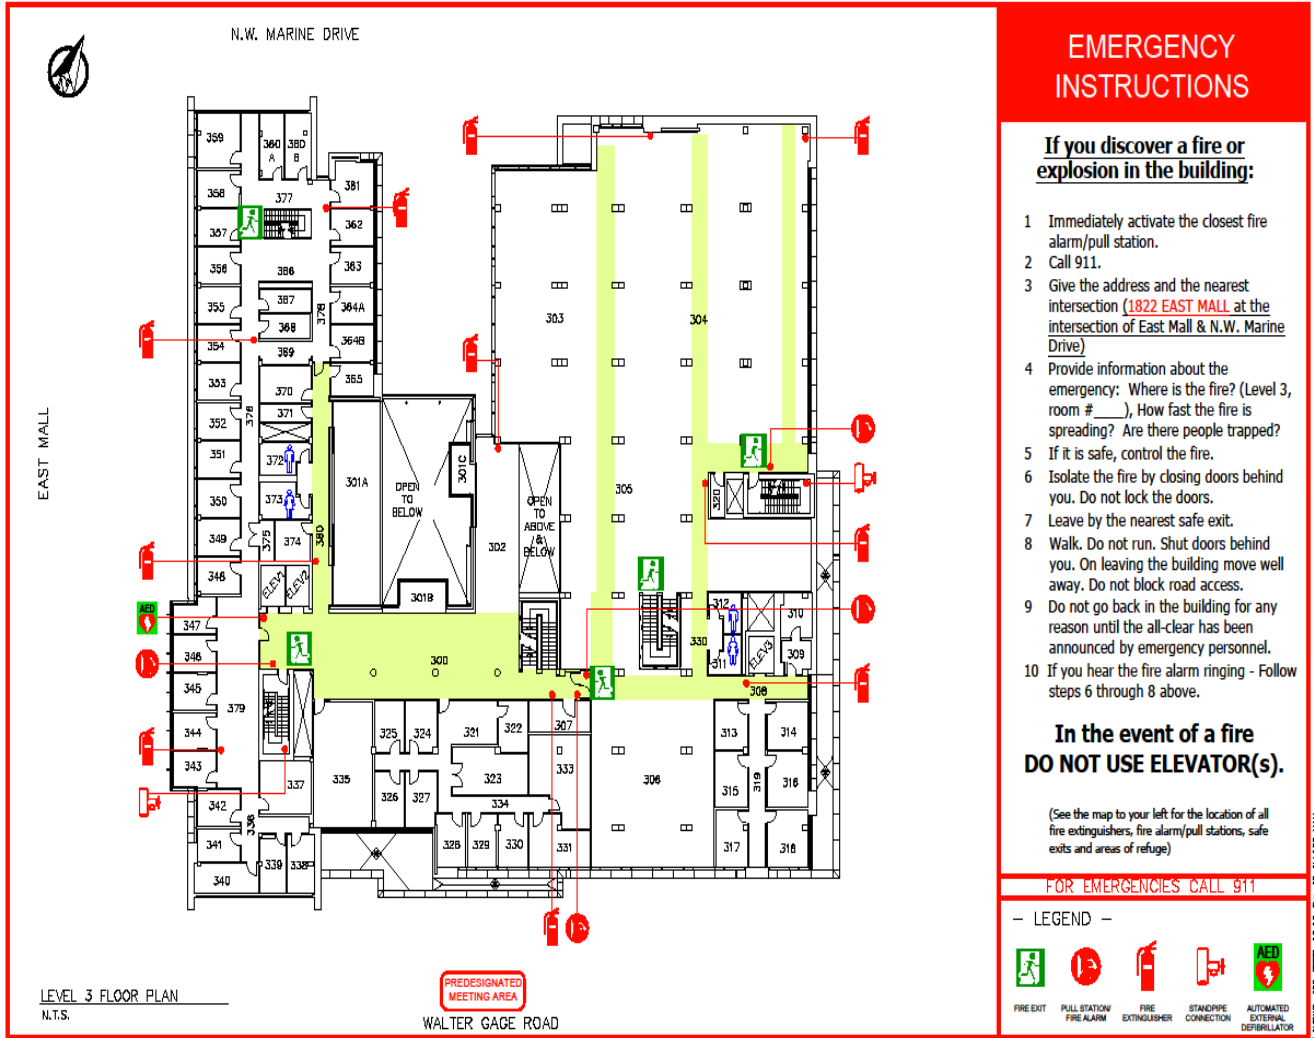 N.W. MARINE DRIVE
EAST MALL
359
360 A
360 B
358
377
361
357
362
356
366
363
367
378
364A
355
368
354
369
364B
353
370
365
376
371
352
351
372
301A
OPEN TO BELOW
301C
350
373
349
375
374
380
348
ELEV1
ELEV2
301B
302
OPEN TO ABOVE & BELOW
303
304
305
320
347
346
300
312
310
330
311
ELEV3
309
308
345
379
344
343
325
324
321
322
307
313
314
337
335
323
333
306
319
342
326
327
315
316
334
336
341
328
329
330
331
317
318
340
339
338
AED
LEVEL 3 FLOOR PLAN
N.T.S.
PREDESIGNATED
MEETING AREA
WALTER GAGE ROAD
EMERGENCY
INSTRUCTIONS
If you discover a fire or
explosion in the building:
1 Immediately activate the closest fire
alarm/pull station.
2 Call 911.
3 Give the address and the nearest
intersection (1822 EAST MALL at the
intersection of East Mall & N.W. Marine
Drive)
4 Provide information about the
emergency: Where is the fire? (Level 3,
room #____), How fast the fire is
spreading? Are there people trapped?
5 If it is safe, control the fire.
6 Isolate the fire by closing doors behind
you. Do not lock the doors.
7 Leave by the nearest safe exit.
8 Walk. Do not run. Shut doors behind
you. On leaving the building move well
away. Do not block road access.
9 Do not go back in the building for any
reason until the all-clear has been
announced by emergency personnel.
10 If you hear the fire alarm ringing - Follow
steps 6 through 8 above.
In the event of a fire
DO NOT USE ELEVATOR(s).
(See the map to your left for the location of all
fire extinguishers, fire alarm/pull stations, safe
exits and areas of refuge)
FOR EMERGENCIES CALL 911
- LEGEND -
AED
FIRE EXIT
PULL STATION/
FIRE ALARM
FIRE
EXTINGUISHER
STANDPIPE
CONNECTION
AUTOMATED
EXTERNAL
DEFIBRILLATOR